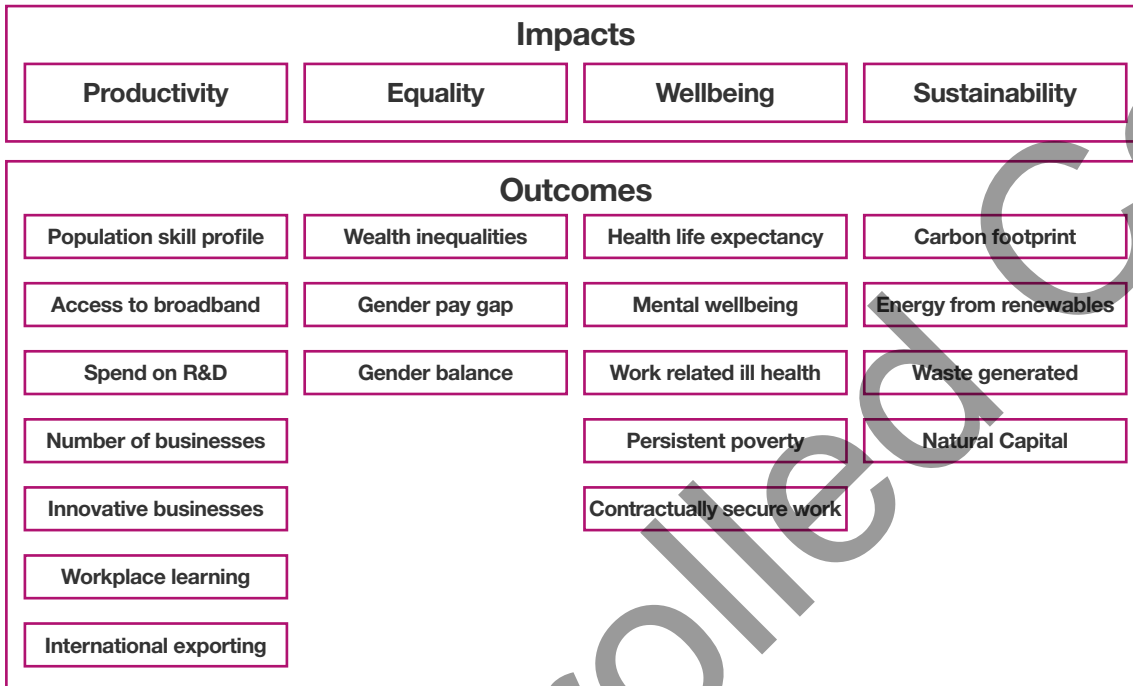 Impacts
Productivity
Equality
Wellbeing
Sustainability
Outcomes
Population skill profile
Wealth inequalities
Health life expectancy
Carbon footprint
Access to broadband
Gender pay gap
Mental wellbeing
Energy from renewables
Spend on R&D
Gender balance
Work related ill health
Waste generated
Number of businesses
Persistent poverty
Natural Capital
Innovative businesses
Contractually secure work
Workplace learning
International exporting